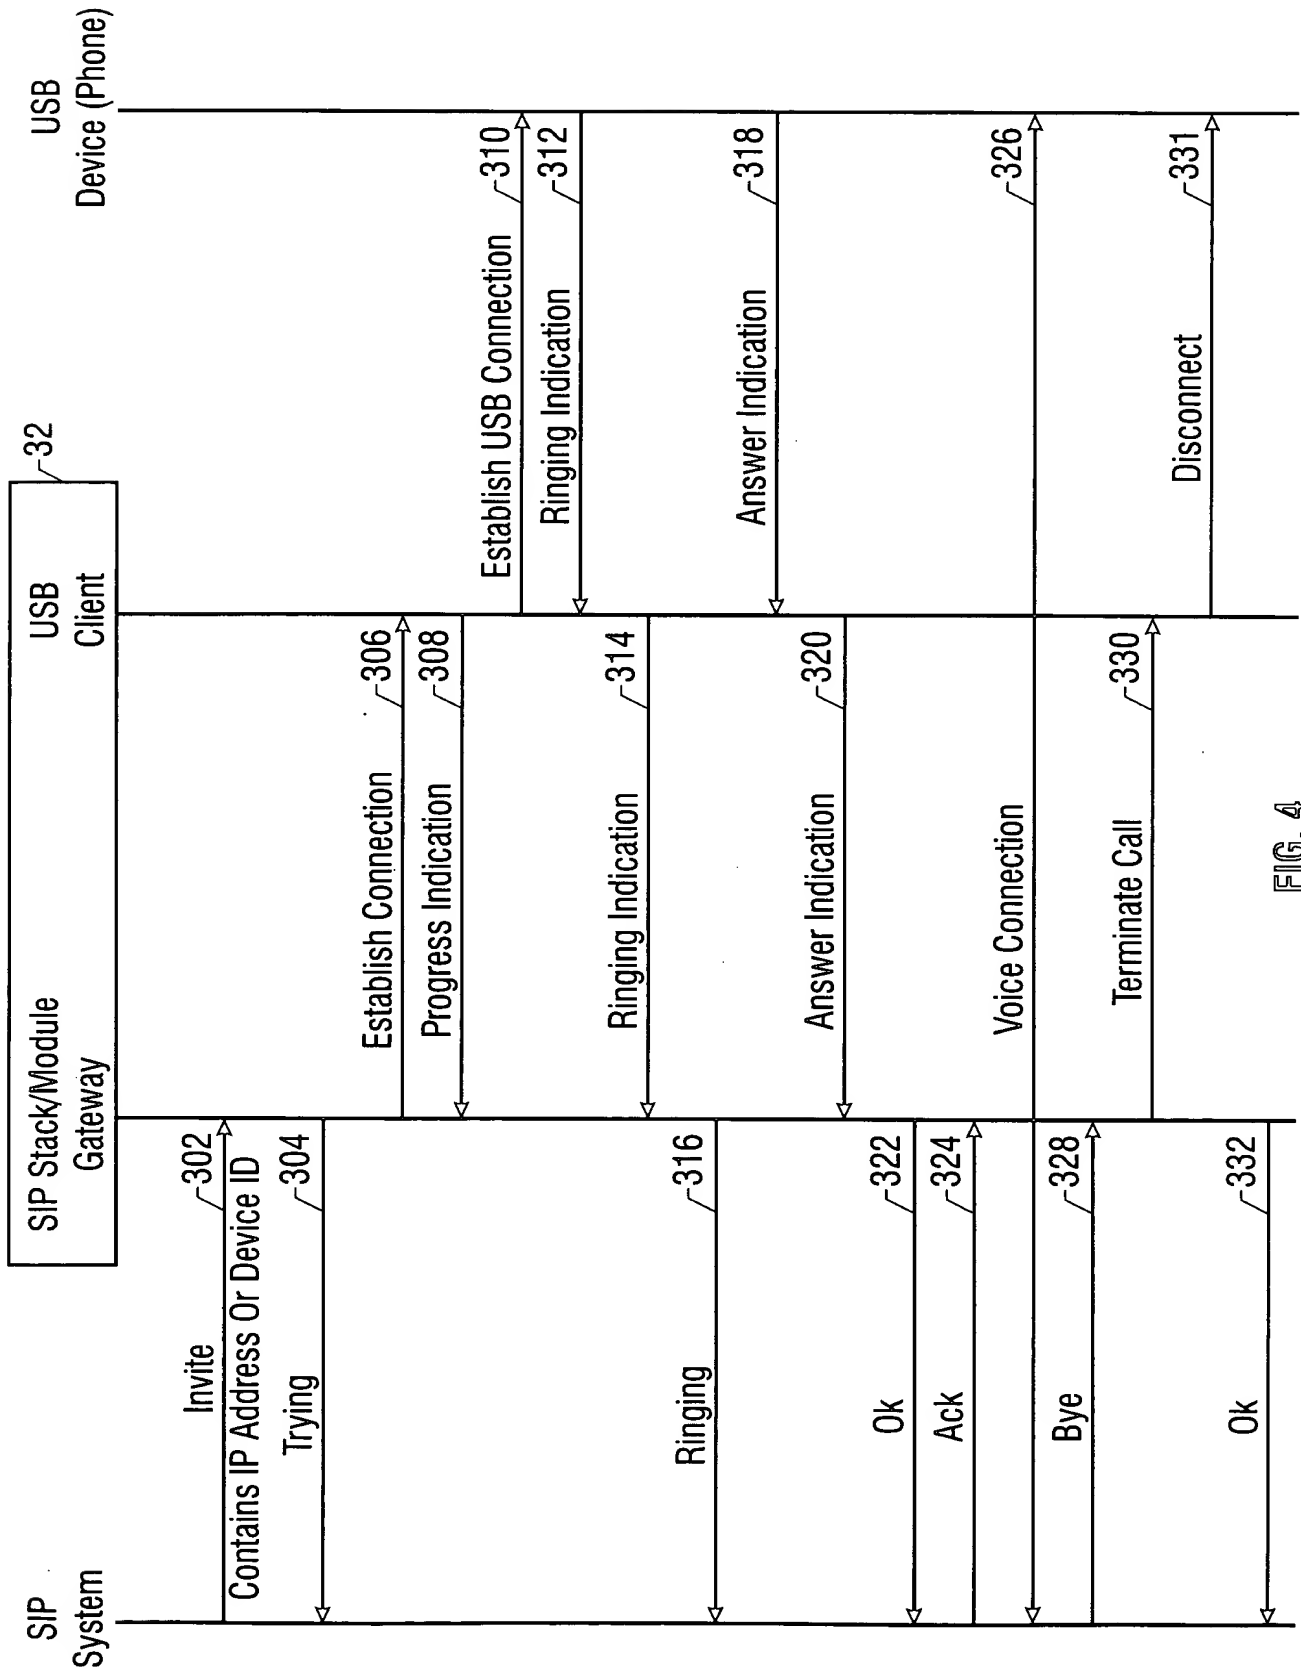 SIP
System
SIP Stack/Module
Gateway
USB
Client
32
USB
Device (Phone)
Invite
302
Contains IP Address Or Device ID
Trying
304
Establish Connection
306
Progress Indication
308
Establish USB Connection
310
Ringing Indication
312
Ringing Indication
314
Ringing
316
Answer Indication
318
Answer Indication
320
Ok
322
Ack
324
Voice Connection
326
Bye
328
Terminate Call
330
Disconnect
331
Ok
332
FIG. 4